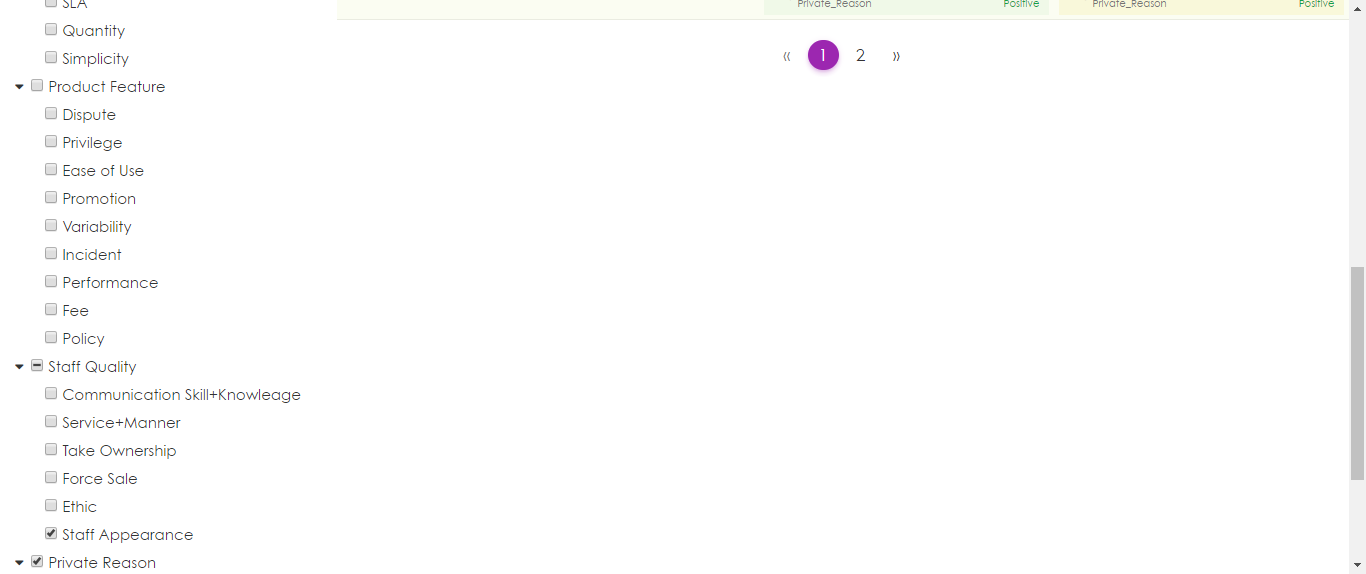 SLA
Private_Reason Positive Private_Reason Positive
Quantity
« 1 2 »
Simplicity
Product Feature
Dispute
Privilege
Ease of Use
Promotion
Variability
Incident
Performance
Fee
Policy
Staff Quality
Communication Skill+Knowleage
Service+Manner
Take Ownership
Force Sale
Ethic
Staff Appearance
Private Reason